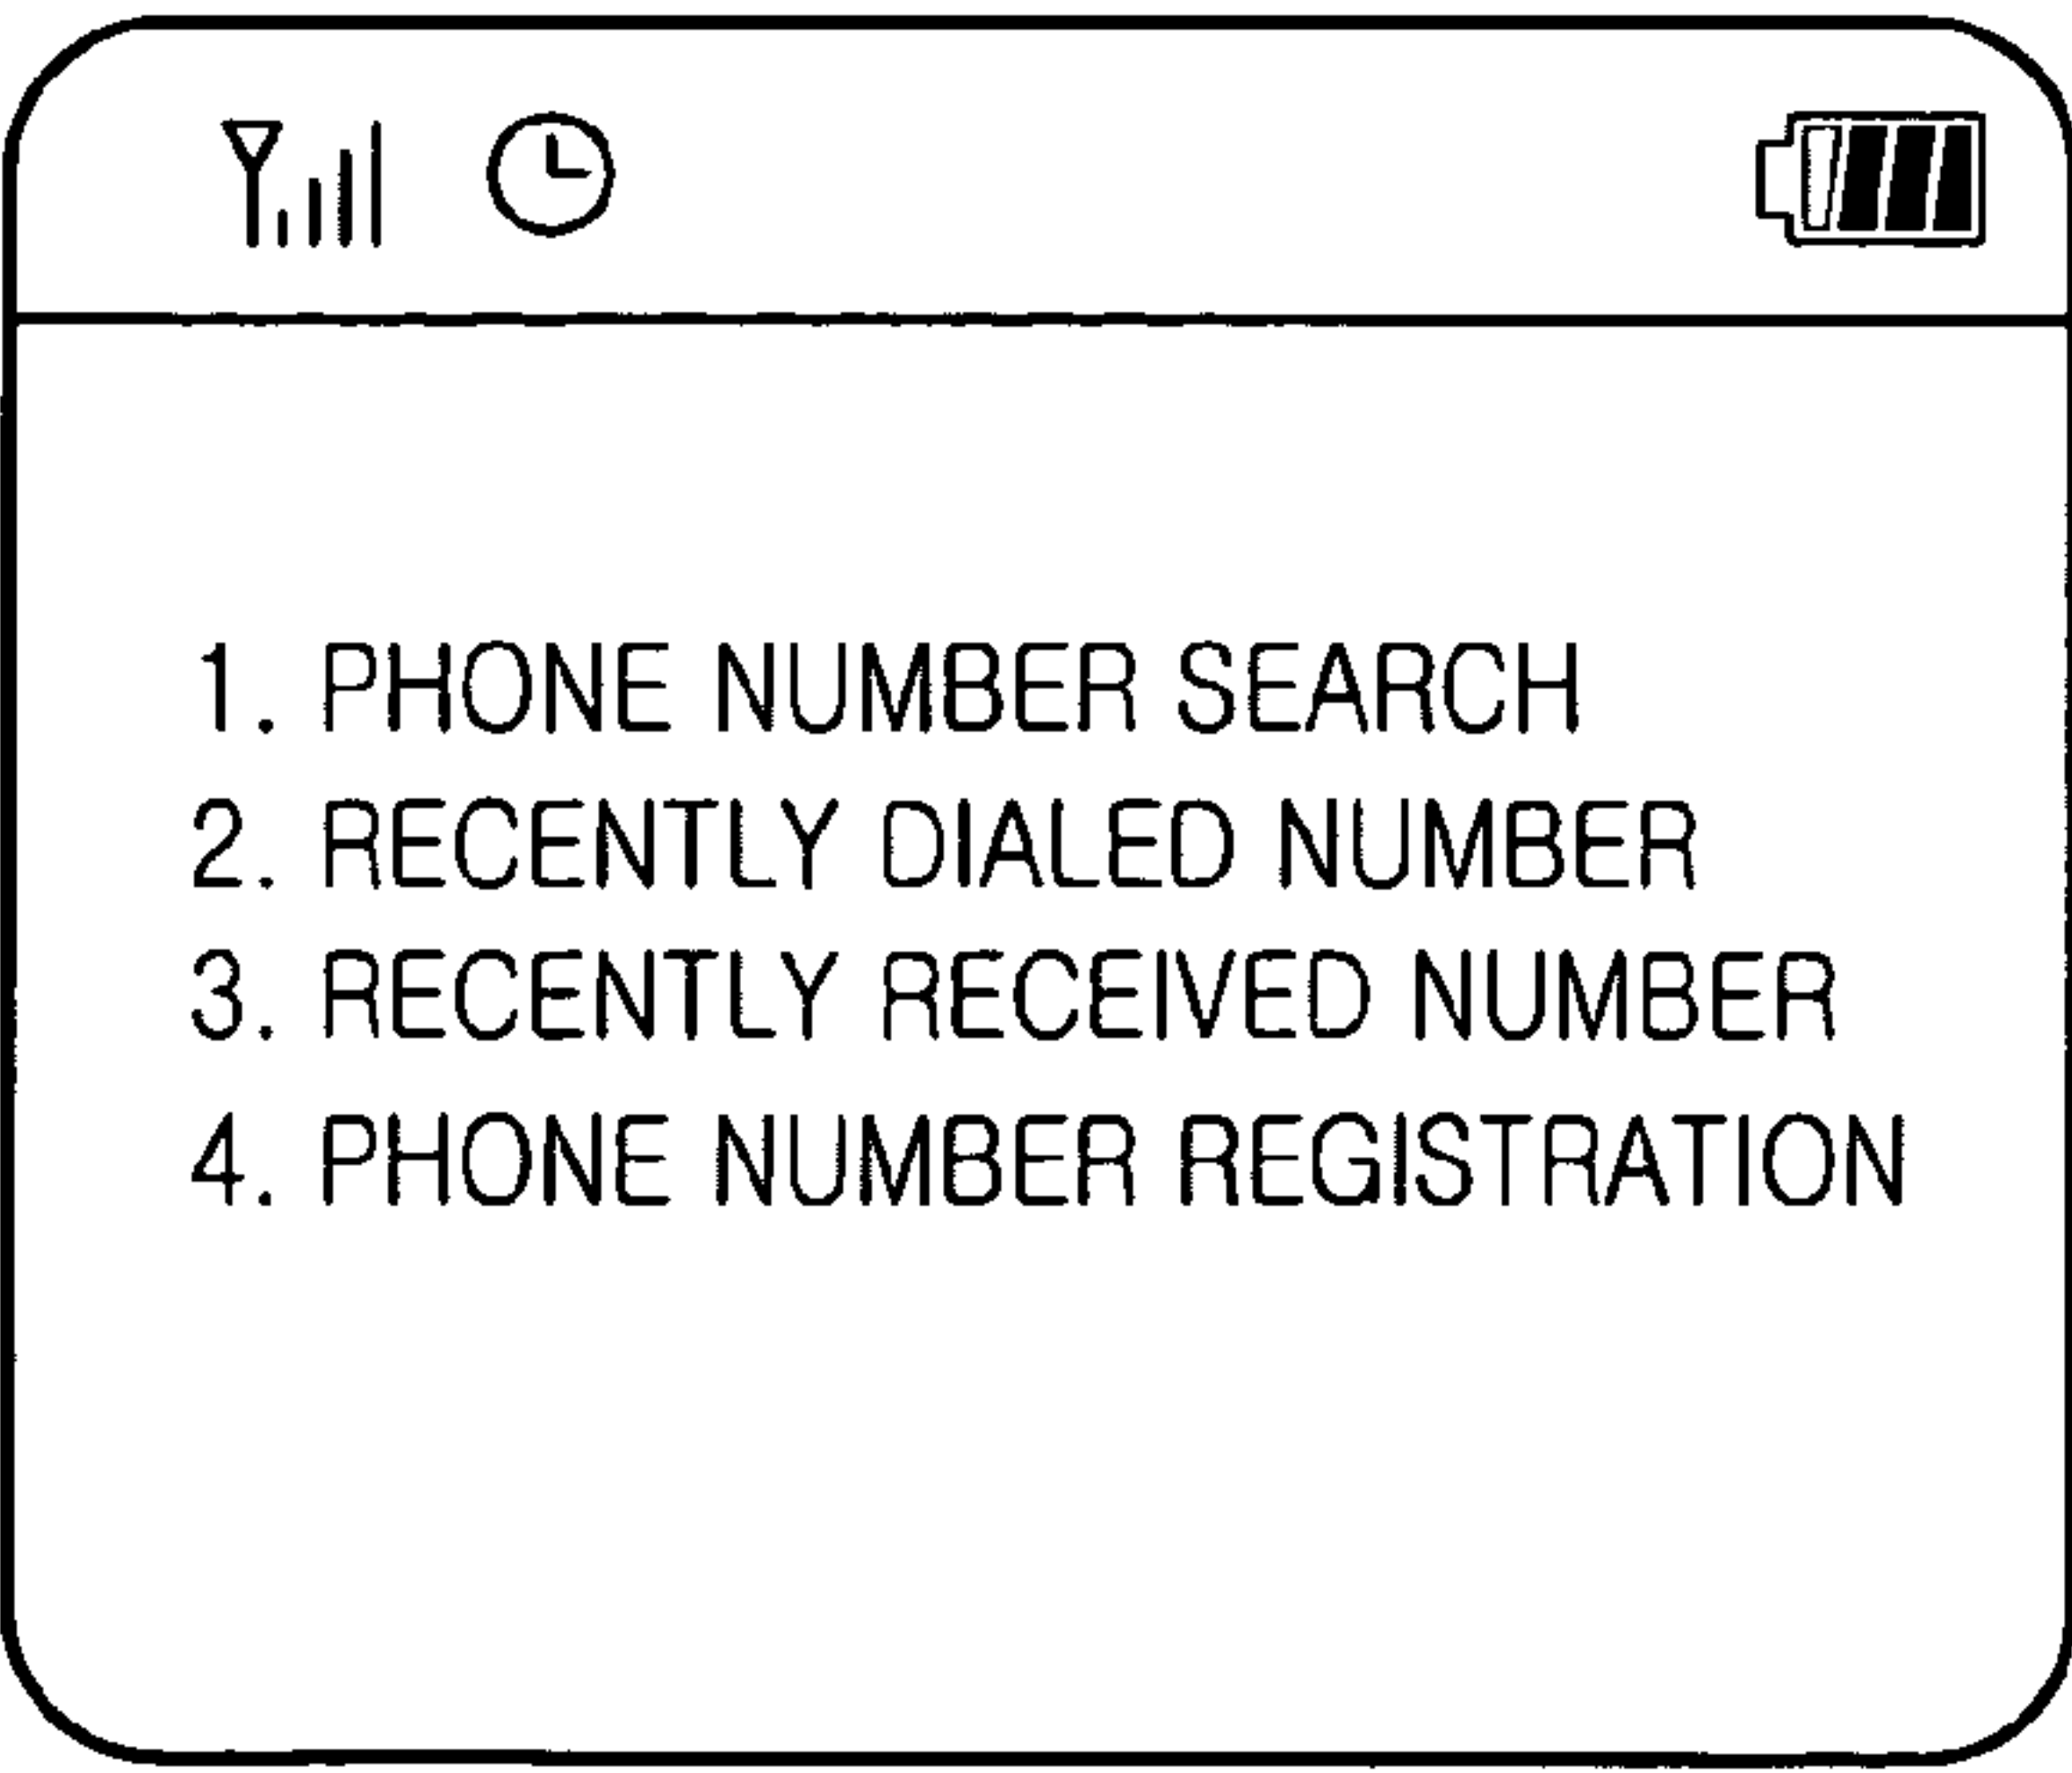 1. PHONE NUMBER SEARCH
2. RECENTLY DIALED NUMBER
3. RECENTLY RECEIVED NUMBER
4. PHONE NUMBER REGISTRATION